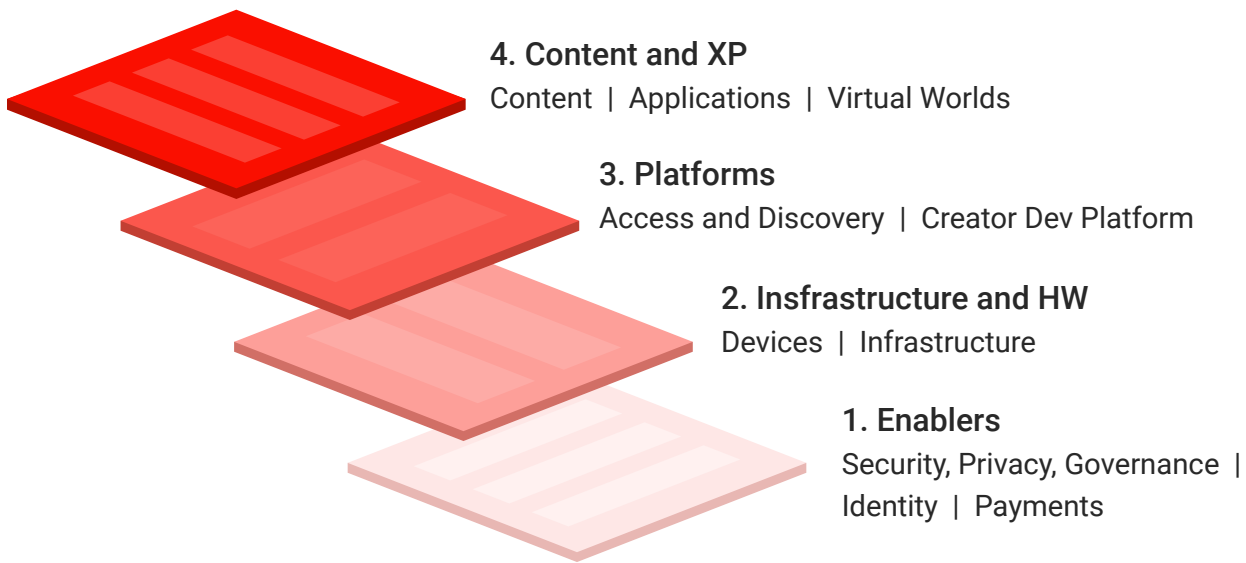 4. Content and XP
Content | Applications | Virtual Worlds
3. Platforms
Access and Discovery | Creator Dev Platform
2. Insfrastructure and HW
Devices | Infrastructure
1. Enablers
Security, Privacy, Governance |
Identity | Payments